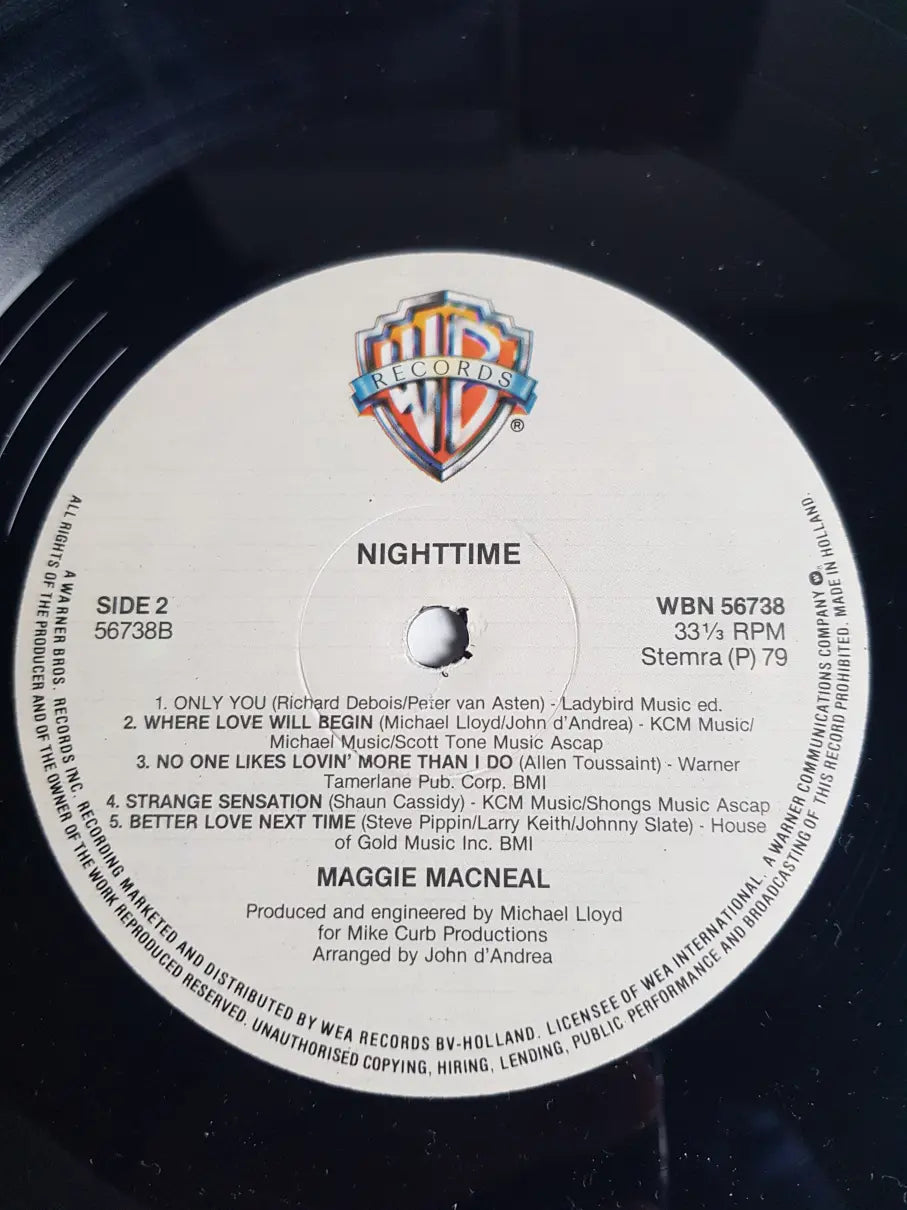 WB
RECORDS
®
NIGHTTIME
SIDE 2
56738B
WBN 56738
33⅓ RPM
Stemra (P) 79
1. ONLY YOU (Richard Debois/Peter van Asten) - Ladybird Music ed.
2. WHERE LOVE WILL BEGIN (Michael Lloyd/John d'Andrea) - KCM Music/
Michael Music/Scott Tone Music Ascap
3. NO ONE LIKES LOVIN' MORE THAN I DO (Allen Toussaint) - Warner
Tamerlane Pub. Corp. BMI
4. STRANGE SENSATION (Shaun Cassidy) - KCM Music/Shongs Music Ascap
5. BETTER LOVE NEXT TIME (Steve Pippin/Larry Keith/Johnny Slate) - House
of Gold Music Inc. BMI
MAGGIE MACNEAL
Produced and engineered by Michael Lloyd
for Mike Curb Productions
Arranged by John d'Andrea
A WARNER BROS. RECORDS INC. RECORDING MARKETED AND DISTRIBUTED BY WEA RECORDS BV-HOLLAND. LICENSEE OF WEA INTERNATIONAL. A WARNER COMMUNICATIONS COMPANY
ALL RIGHTS OF THE PRODUCER AND OF THE OWNER OF THE WORK REPRODUCED RESERVED. UNAUTHORISED COPYING, HIRING, LENDING, PUBLIC PERFORMANCE AND BROADCASTING OF THIS RECORD PROHIBITED. MADE IN HOLLAND.